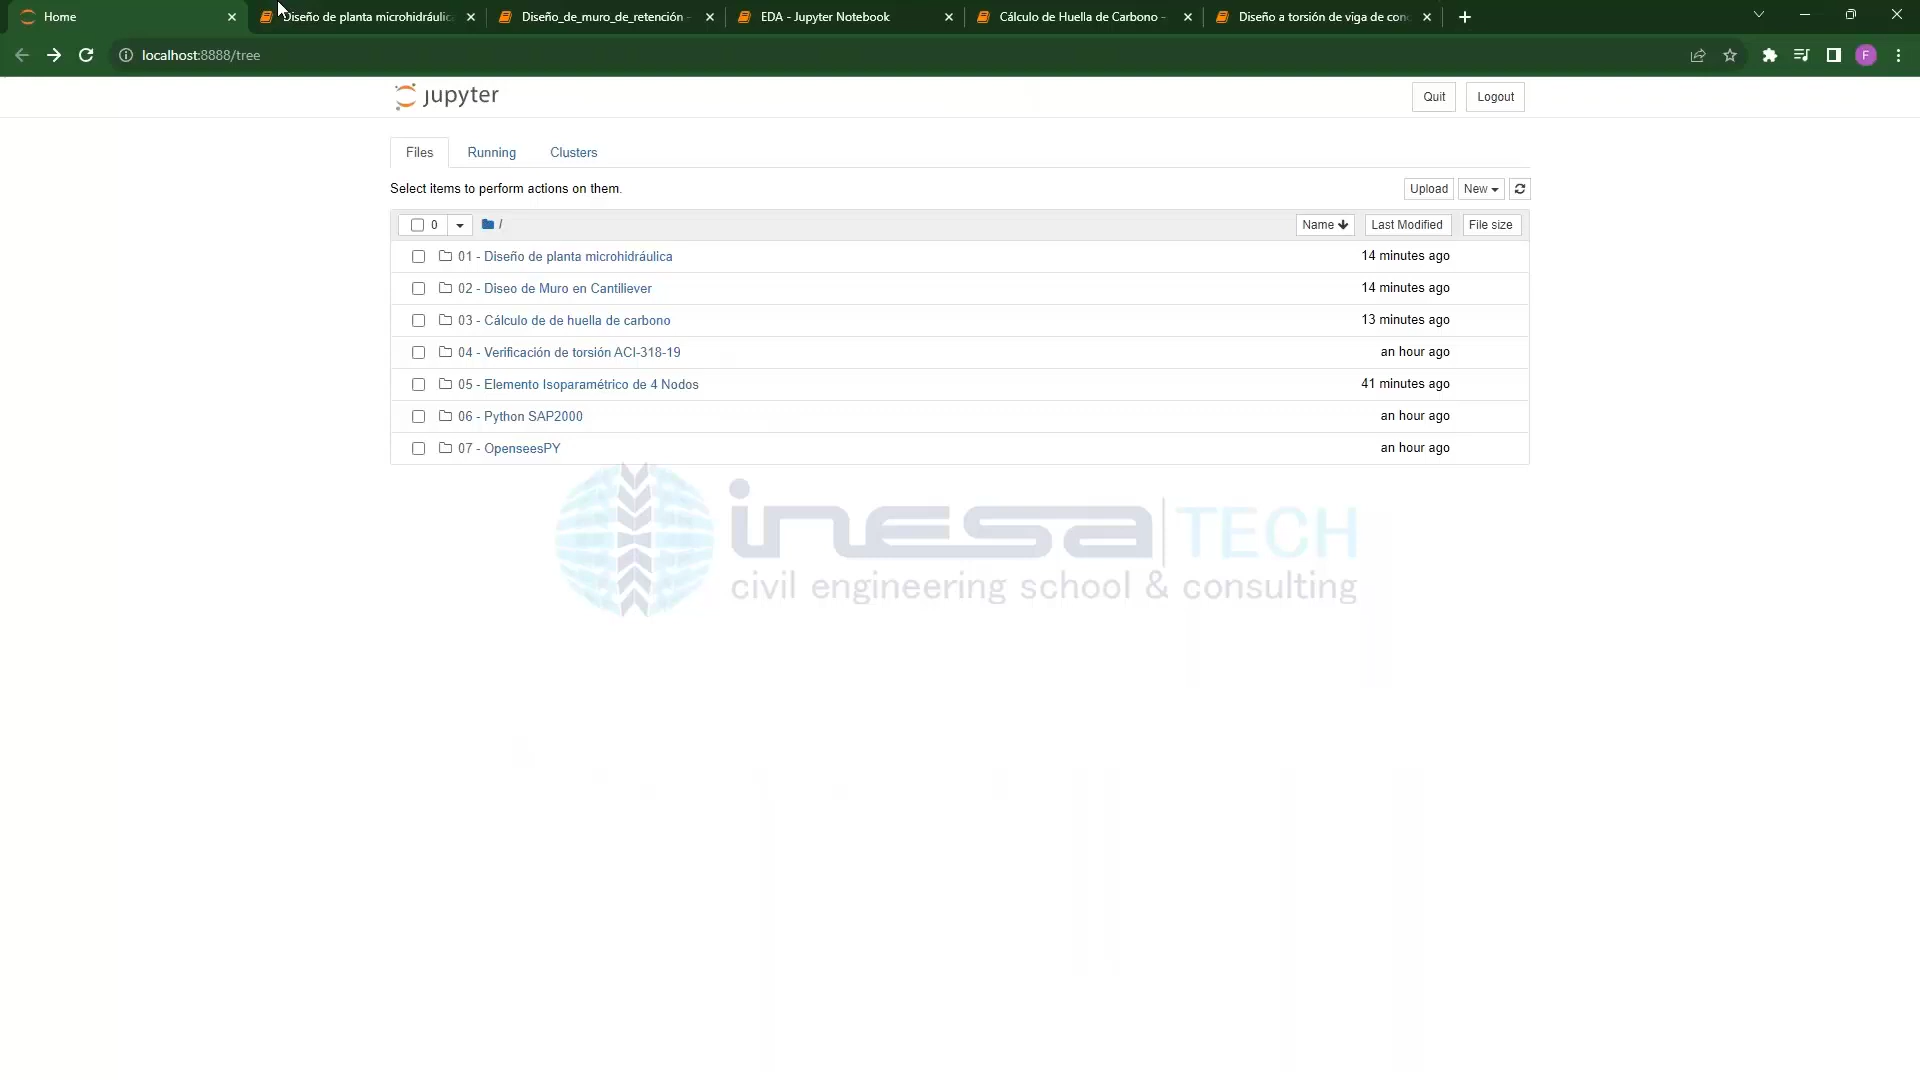 Home
Diseño de planta microhidráulic
Diseño_de_muro_de_retención -
EDA - Jupyter Notebook
Cálculo de Huella de Carbono -
Diseño a torsión de viga de conc
localhost:8888/tree
F
jupyter
Quit
Logout
Files
Running
Clusters
Select items to perform actions on them.
Upload
New
0
/
Name
Last Modified
File size
01 - Diseño de planta microhidráulica
14 minutes ago
02 - Diseo de Muro en Cantiliever
14 minutes ago
03 - Cálculo de de huella de carbono
13 minutes ago
04 - Verificación de torsión ACI-318-19
an hour ago
05 - Elemento Isoparamétrico de 4 Nodos
41 minutes ago
06 - Python SAP2000
an hour ago
07 - OpenseesPY
an hour ago
inesa|TECH
civil engineering school & consulting